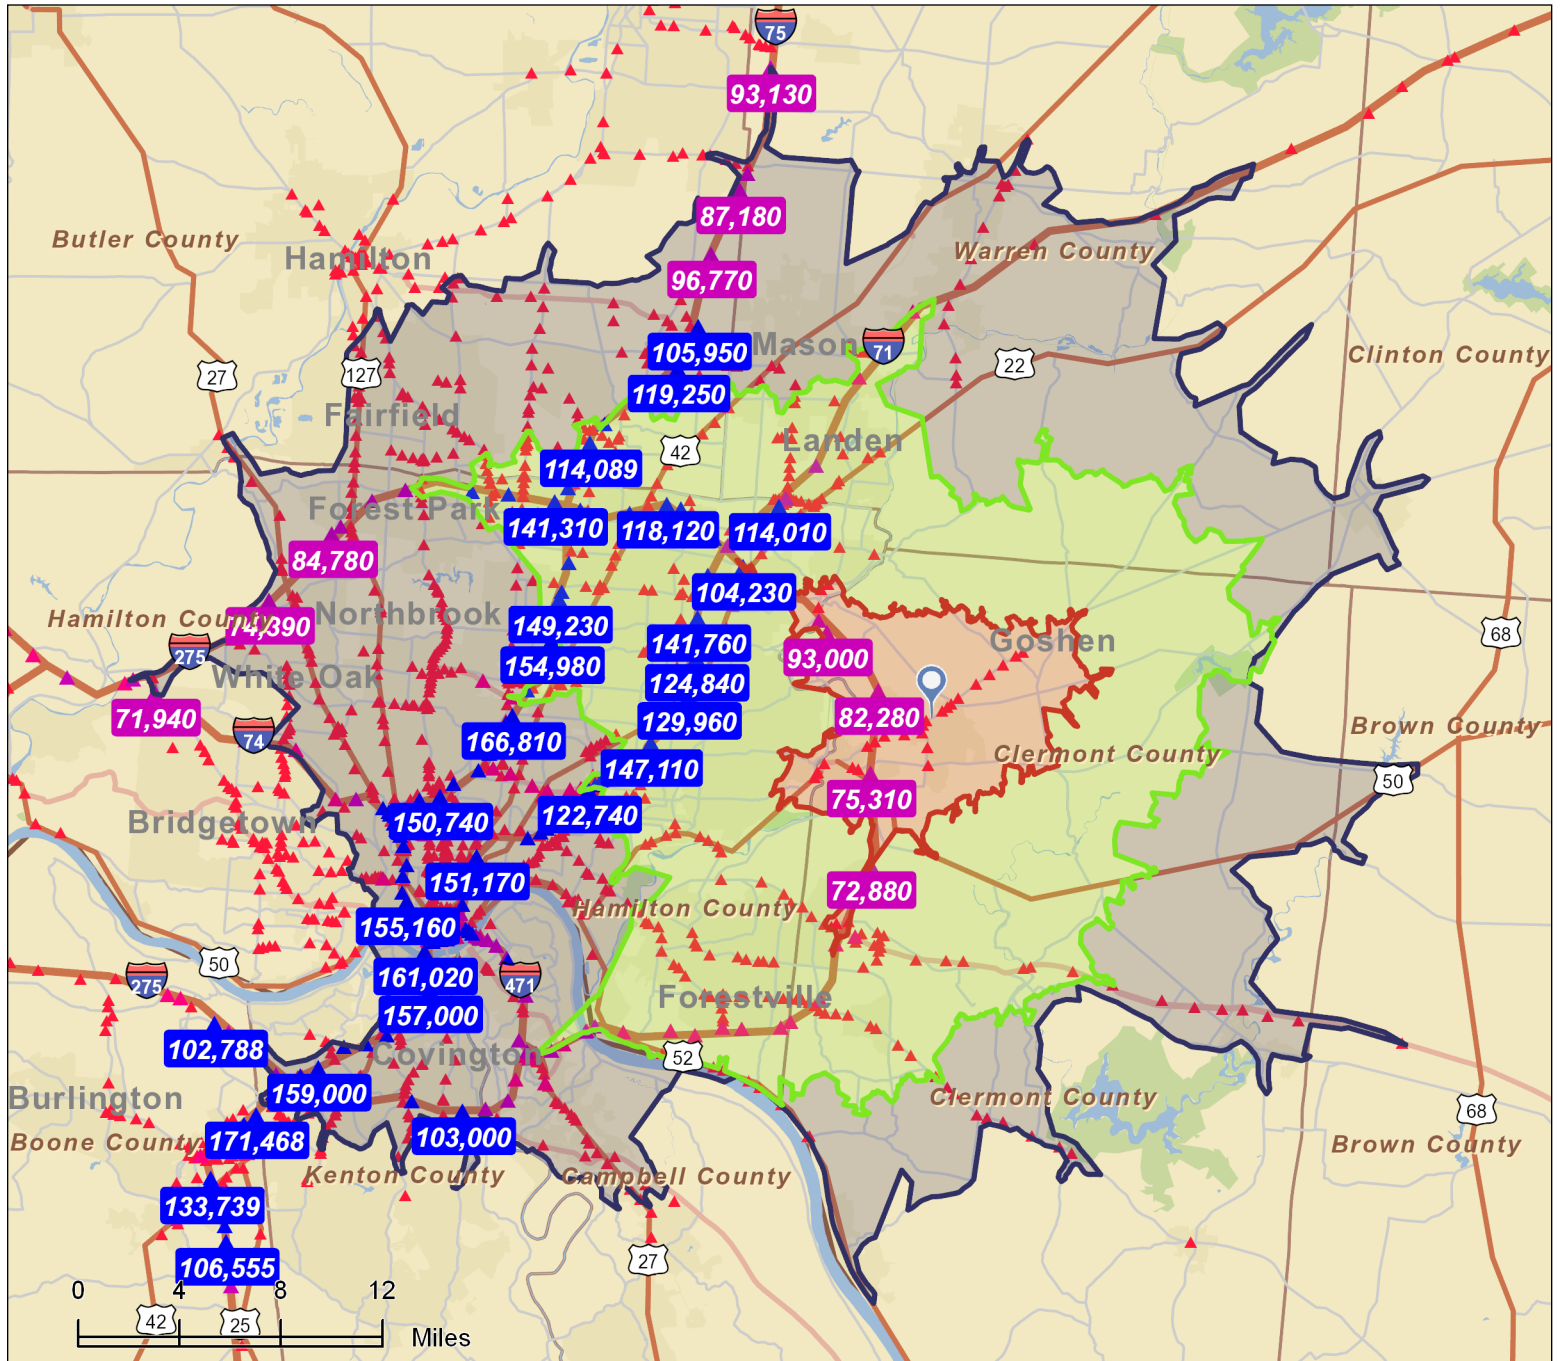 75
93,130
87,180
Butler County
Hamilton
Warren County
96,770
105,950
Mason
71
Clinton County
27
127
22
119,250
Fairfield
42
Landen
114,089
Forest Park
141,310
118,120
114,010
84,780
104,230
Hamilton County
74,390
Northbrook
149,230
141,760
Goshen
68
275
93,000
154,980
White Oak
124,840
71,940
82,280
129,960
Brown County
74
166,810
Clermont County
147,110
50
75,310
Bridgetown
150,740
122,740
151,170
72,880
Hamilton County
155,160
50
275
161,020
471
Forestville
157,000
102,788
Covington
52
159,000
Burlington
Clermont County
68
Boone County
171,468
103,000
Brown County
Kenton County
Campbell County
133,739
106,555
27
0 4 8 12
42
25
Miles